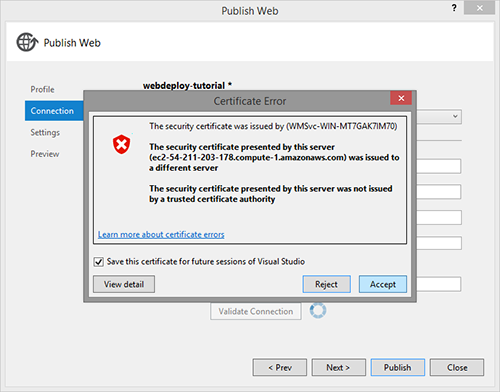 Publish Web
?
Publish Web
Profile
Connection
Settings
Preview
webdeploy-tutorial *
Certificate Error
The security certificate was issued by (WMSvc-WIN-MT7GAK7IM70)
The security certificate presented by this server
(ec2-54-211-203-178.compute-1.amazonaws.com) was issued to
a different server
The security certificate presented by this server was not issued
by a trusted certificate authority
Learn more about certificate errors
Save this certificate for future sessions of Visual Studio
View detail
Reject
Accept
Validate Connection
< Prev
Next >
Publish
Close